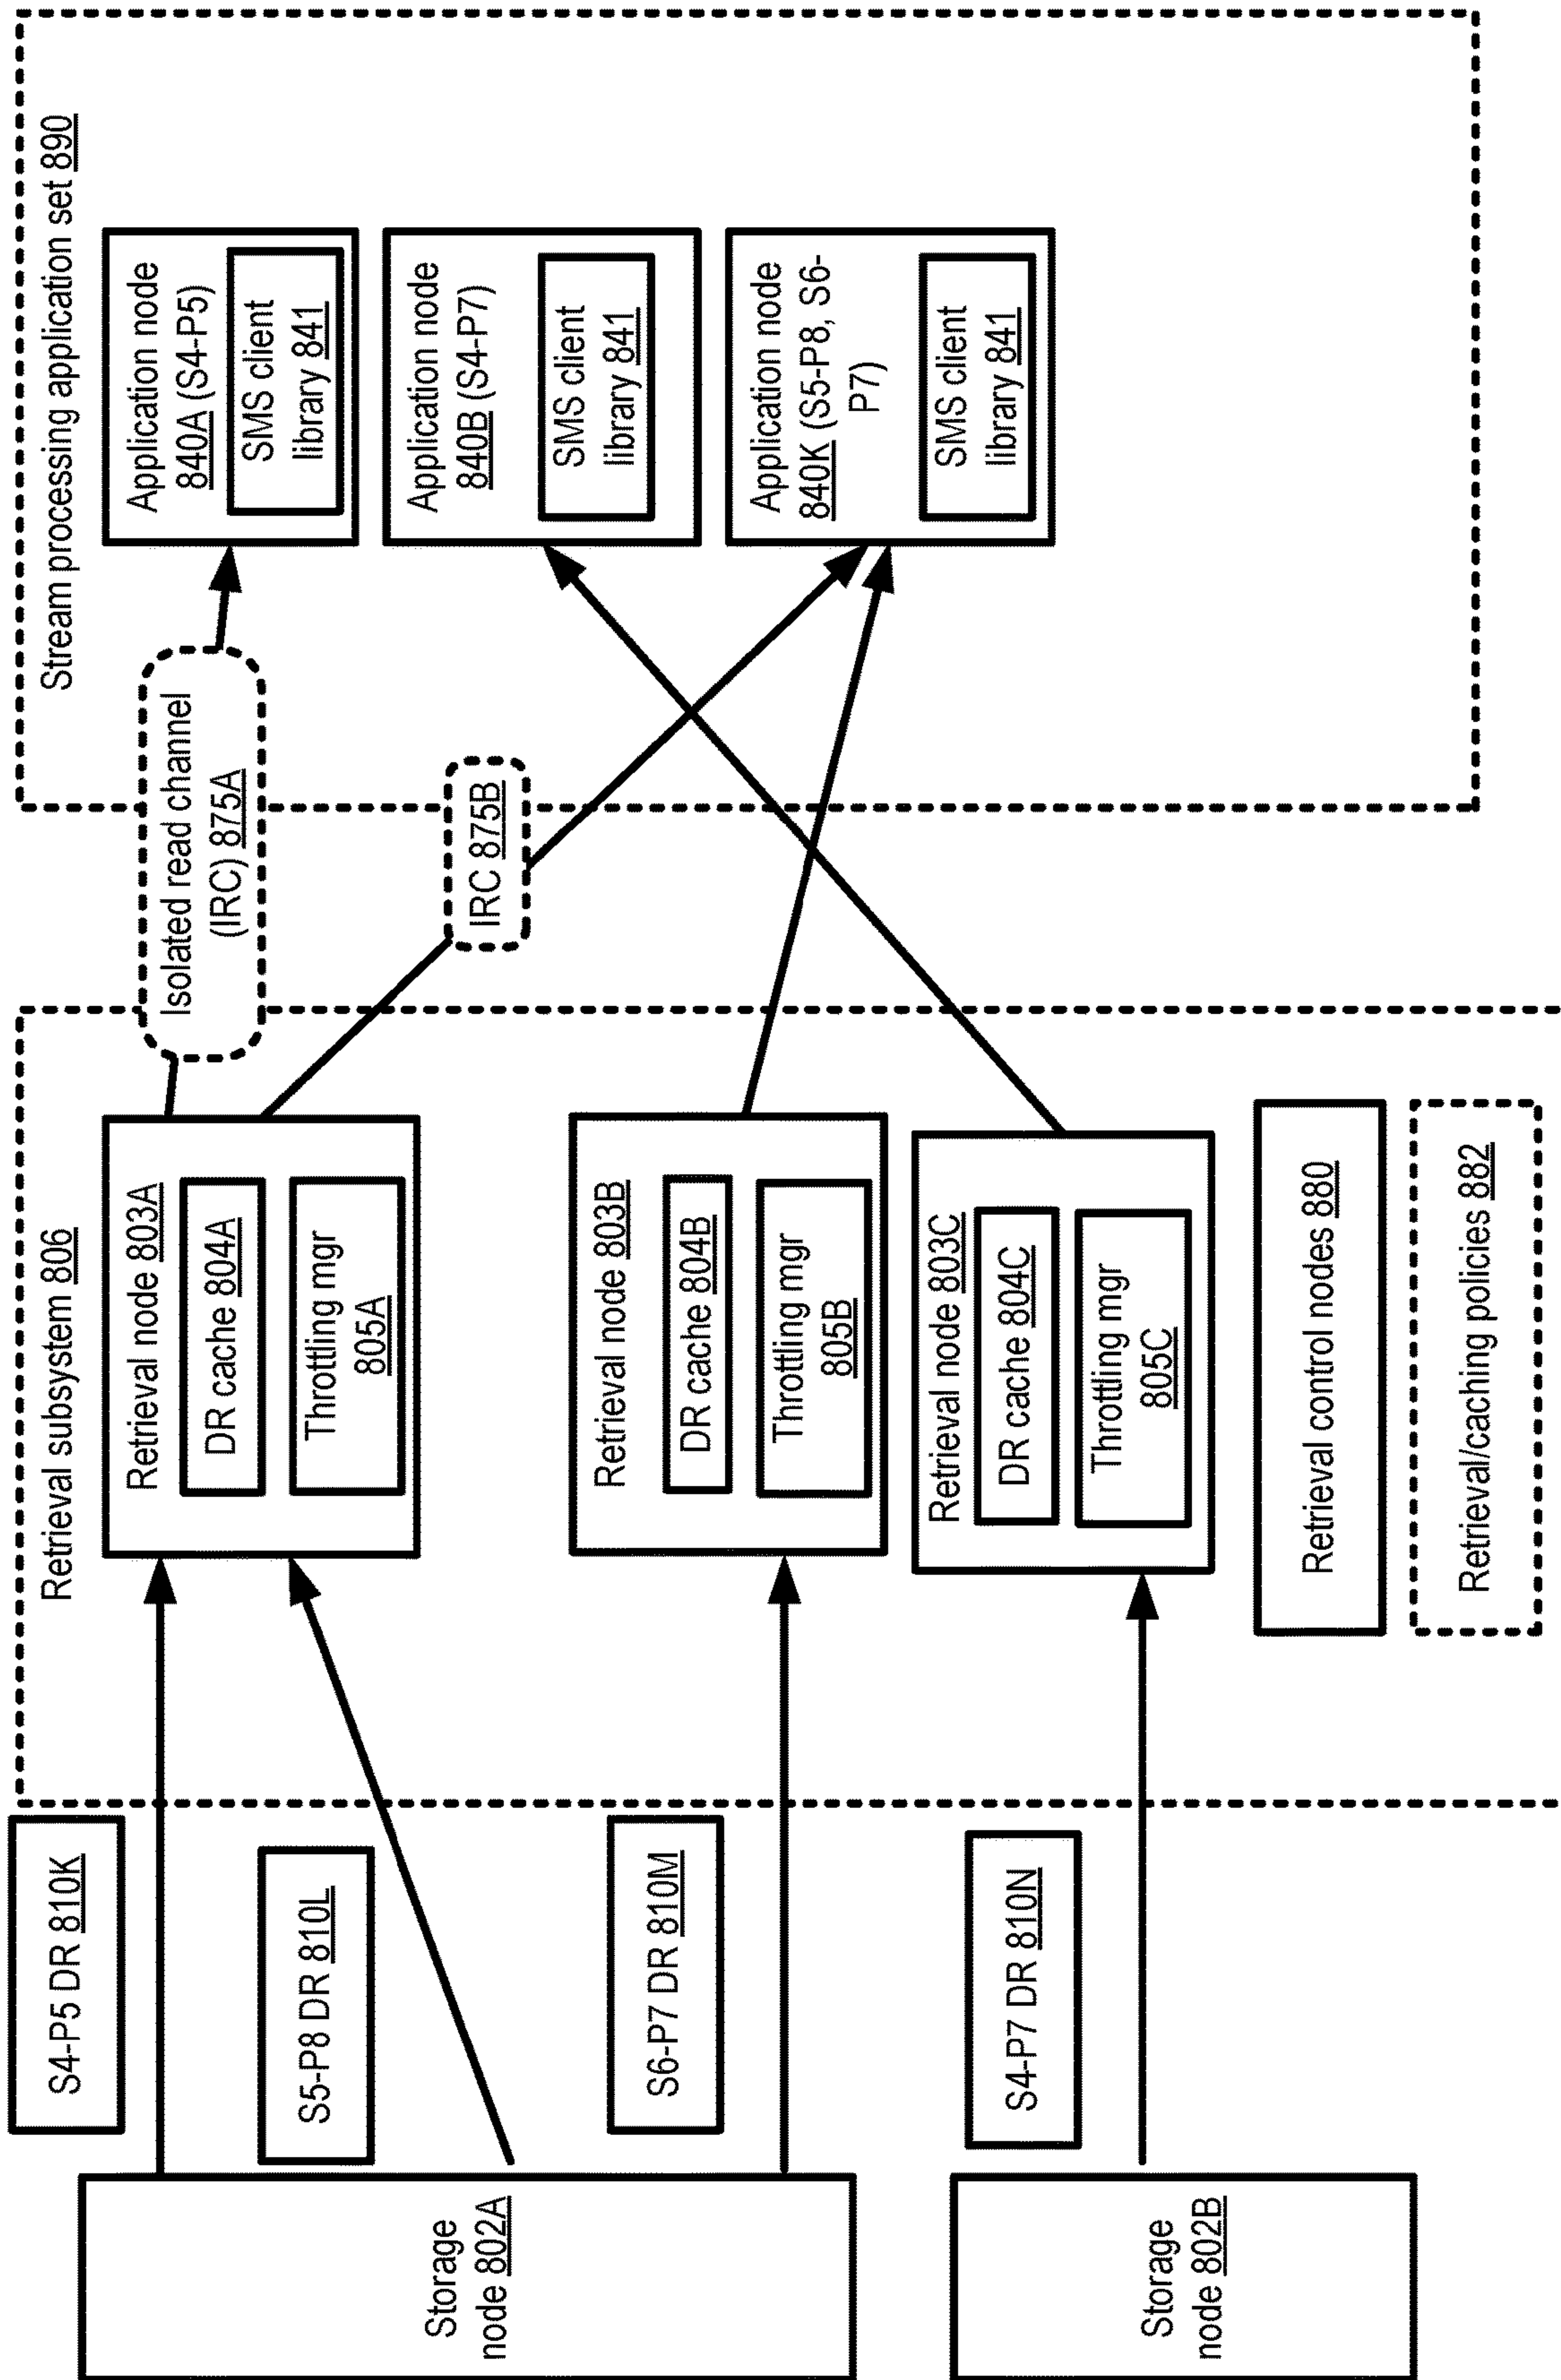 Storage
node 802A
Storage
node 802B
S4-P5 DR 810K
S5-P8 DR 810L
S6-P7 DR 810M
S4-P7 DR 810N
Retrieval subsystem 806
Retrieval node 803A
DR cache 804A
Throttling mgr
805A
Retrieval node 803B
DR cache 804B
Throttling mgr
805B
Retrieval node 803C
DR cache 804C
Throttling mgr
805C
Retrieval control nodes 880
Retrieval/caching policies 882
Isolated read channel
(IRC) 875A
IRC 875B
Stream processing application set 890
Application node
840A (S4-P5)
SMS client
library 841
Application node
840B (S4-P7)
SMS client
library 841
Application node
840K (S5-P8, S6-
P7)
SMS client
library 841